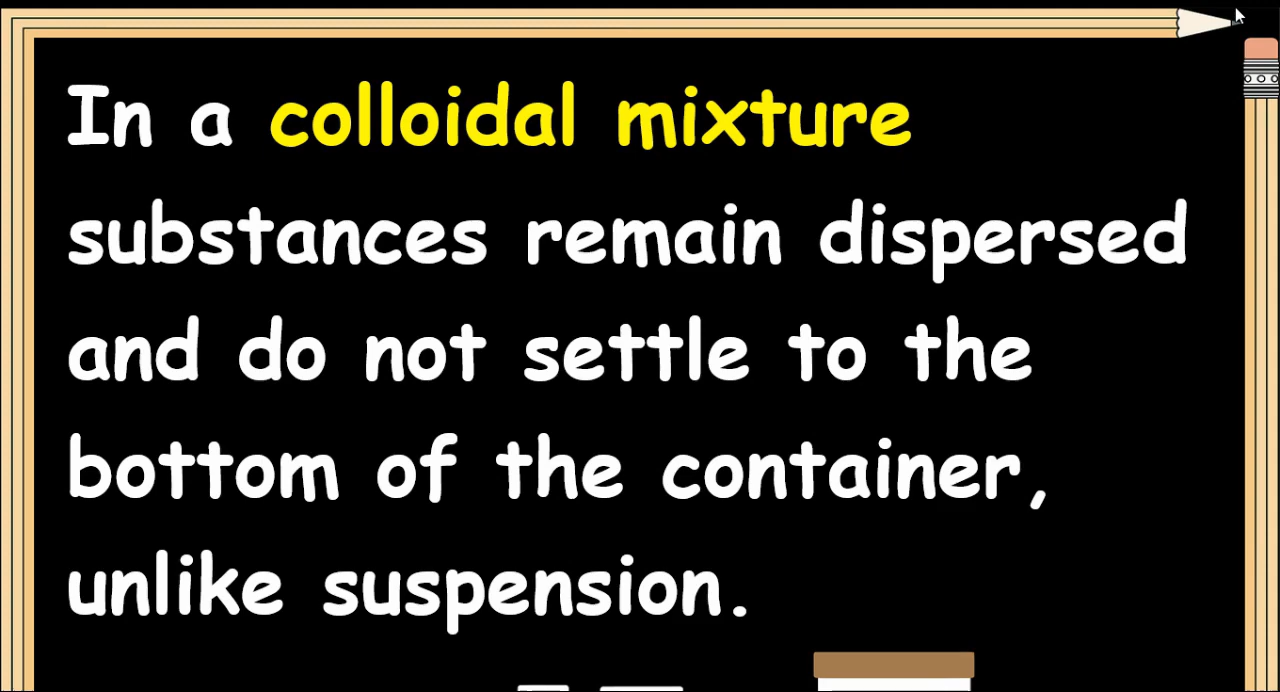 In a colloidal mixture
substances remain dispersed
and do not settle to the
bottom of the container,
unlike suspension.